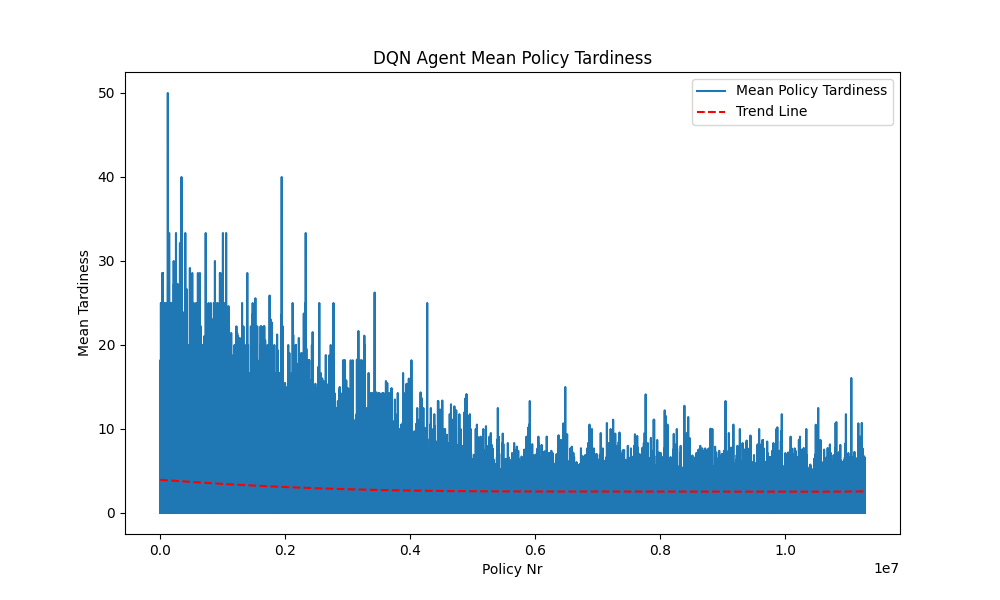 DQN Agent Mean Policy Tardiness
Mean Policy Tardiness
Trend Line
Mean Tardiness
50
40
30
20
10
0
0.0 0.2 0.4 0.6 0.8 1.0
1e7
Policy Nr